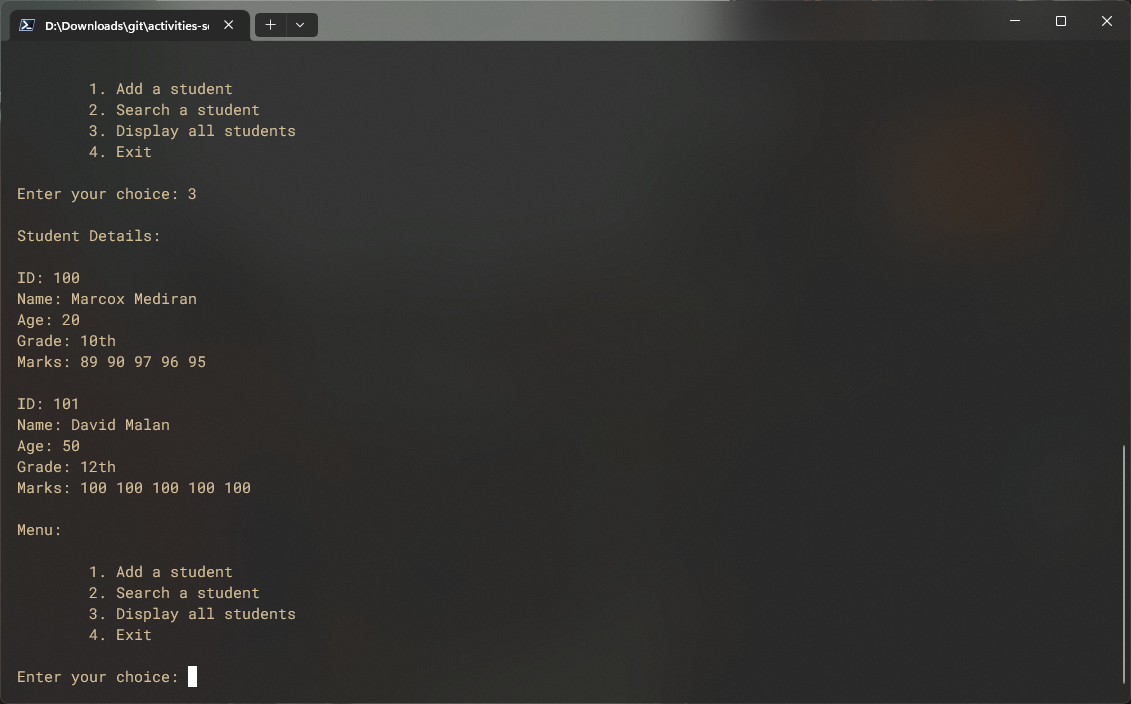 D:\Downloads\git\activities-s
1. Add a student
2. Search a student
3. Display all students
4. Exit
Enter your choice: 3
Student Details:
ID: 100
Name: Marcox Mediran
Age: 20
Grade: 10th
Marks: 89 90 97 96 95
ID: 101
Name: David Malan
Age: 50
Grade: 12th
Marks: 100 100 100 100 100
Menu:
1. Add a student
2. Search a student
3. Display all students
4. Exit
Enter your choice: